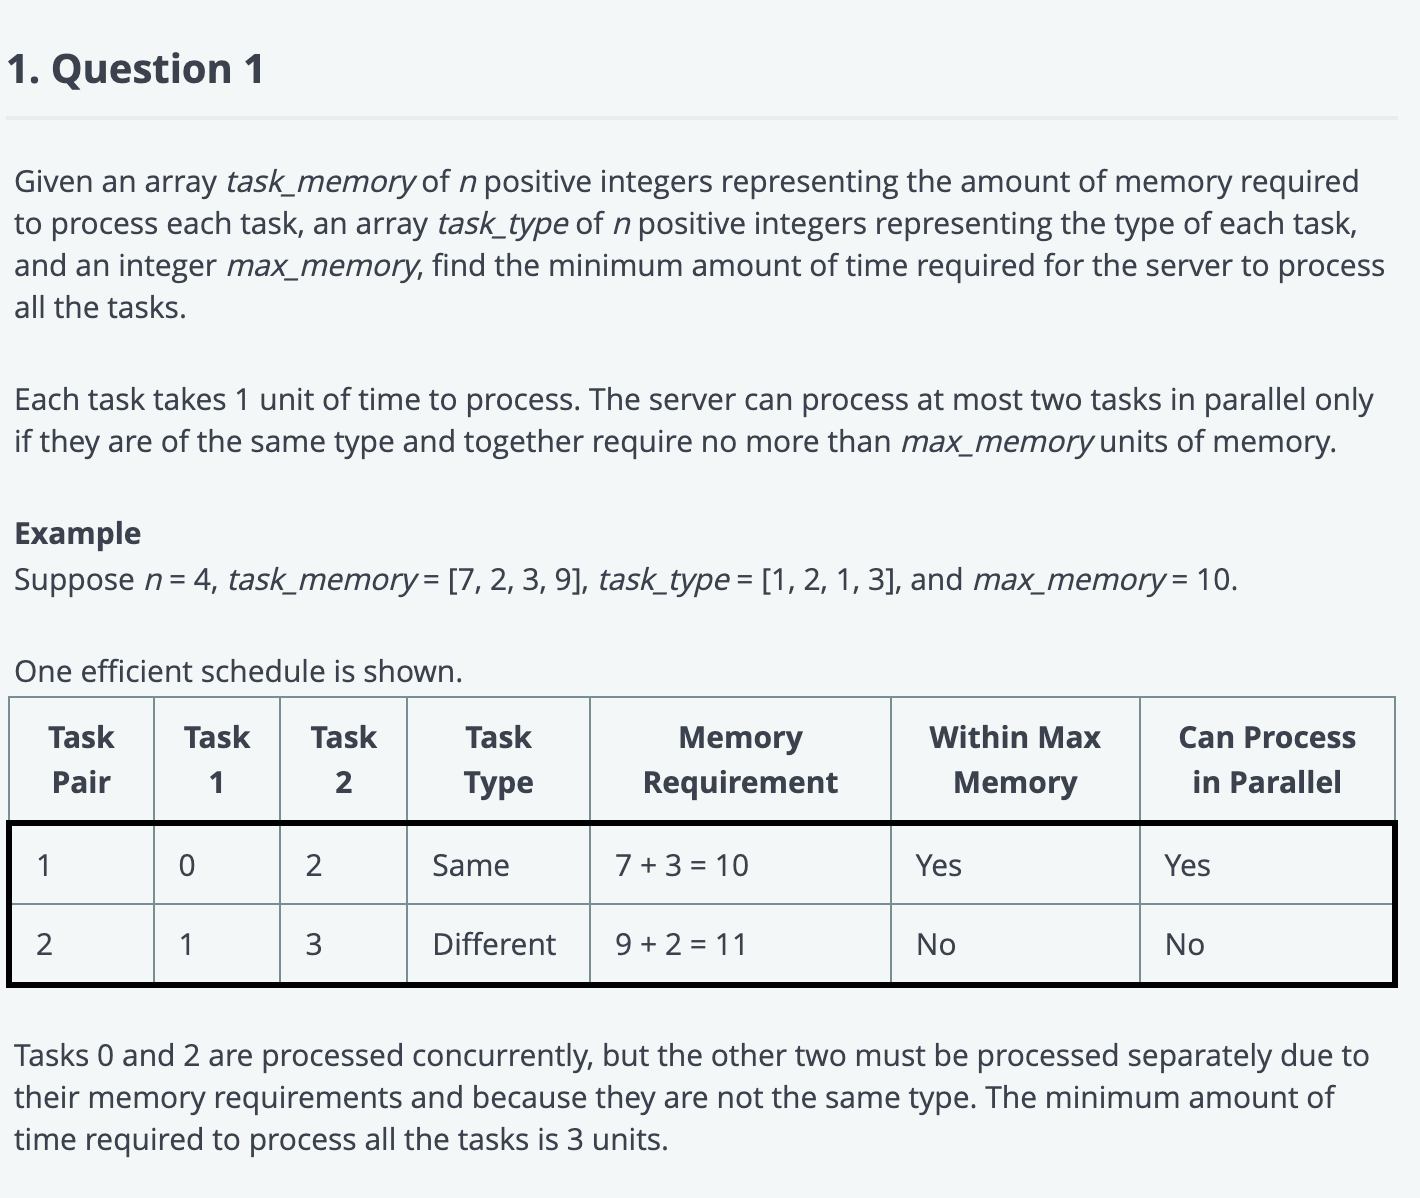 1. Question 1
Given an array task_memory of n positive integers representing the amount of memory required
to process each task, an array task_type of n positive integers representing the type of each task,
and an integer max_memory, find the minimum amount of time required for the server to process
all the tasks.
Each task takes 1 unit of time to process. The server can process at most two tasks in parallel only
if they are of the same type and together require no more than max_memory units of memory.
Example
Suppose n = 4, task_memory = [7, 2, 3, 9], task_type = [1, 2, 1, 3], and max_memory = 10.
One efficient schedule is shown.
Task Task Task Task Memory Within Max Can Process
Pair 1 2 Type Requirement Memory in Parallel
1 0 2 Same 7 + 3 = 10 Yes Yes
2 1 3 Different 9 + 2 = 11 No No
Tasks 0 and 2 are processed concurrently, but the other two must be processed separately due to
their memory requirements and because they are not the same type. The minimum amount of
time required to process all the tasks is 3 units.